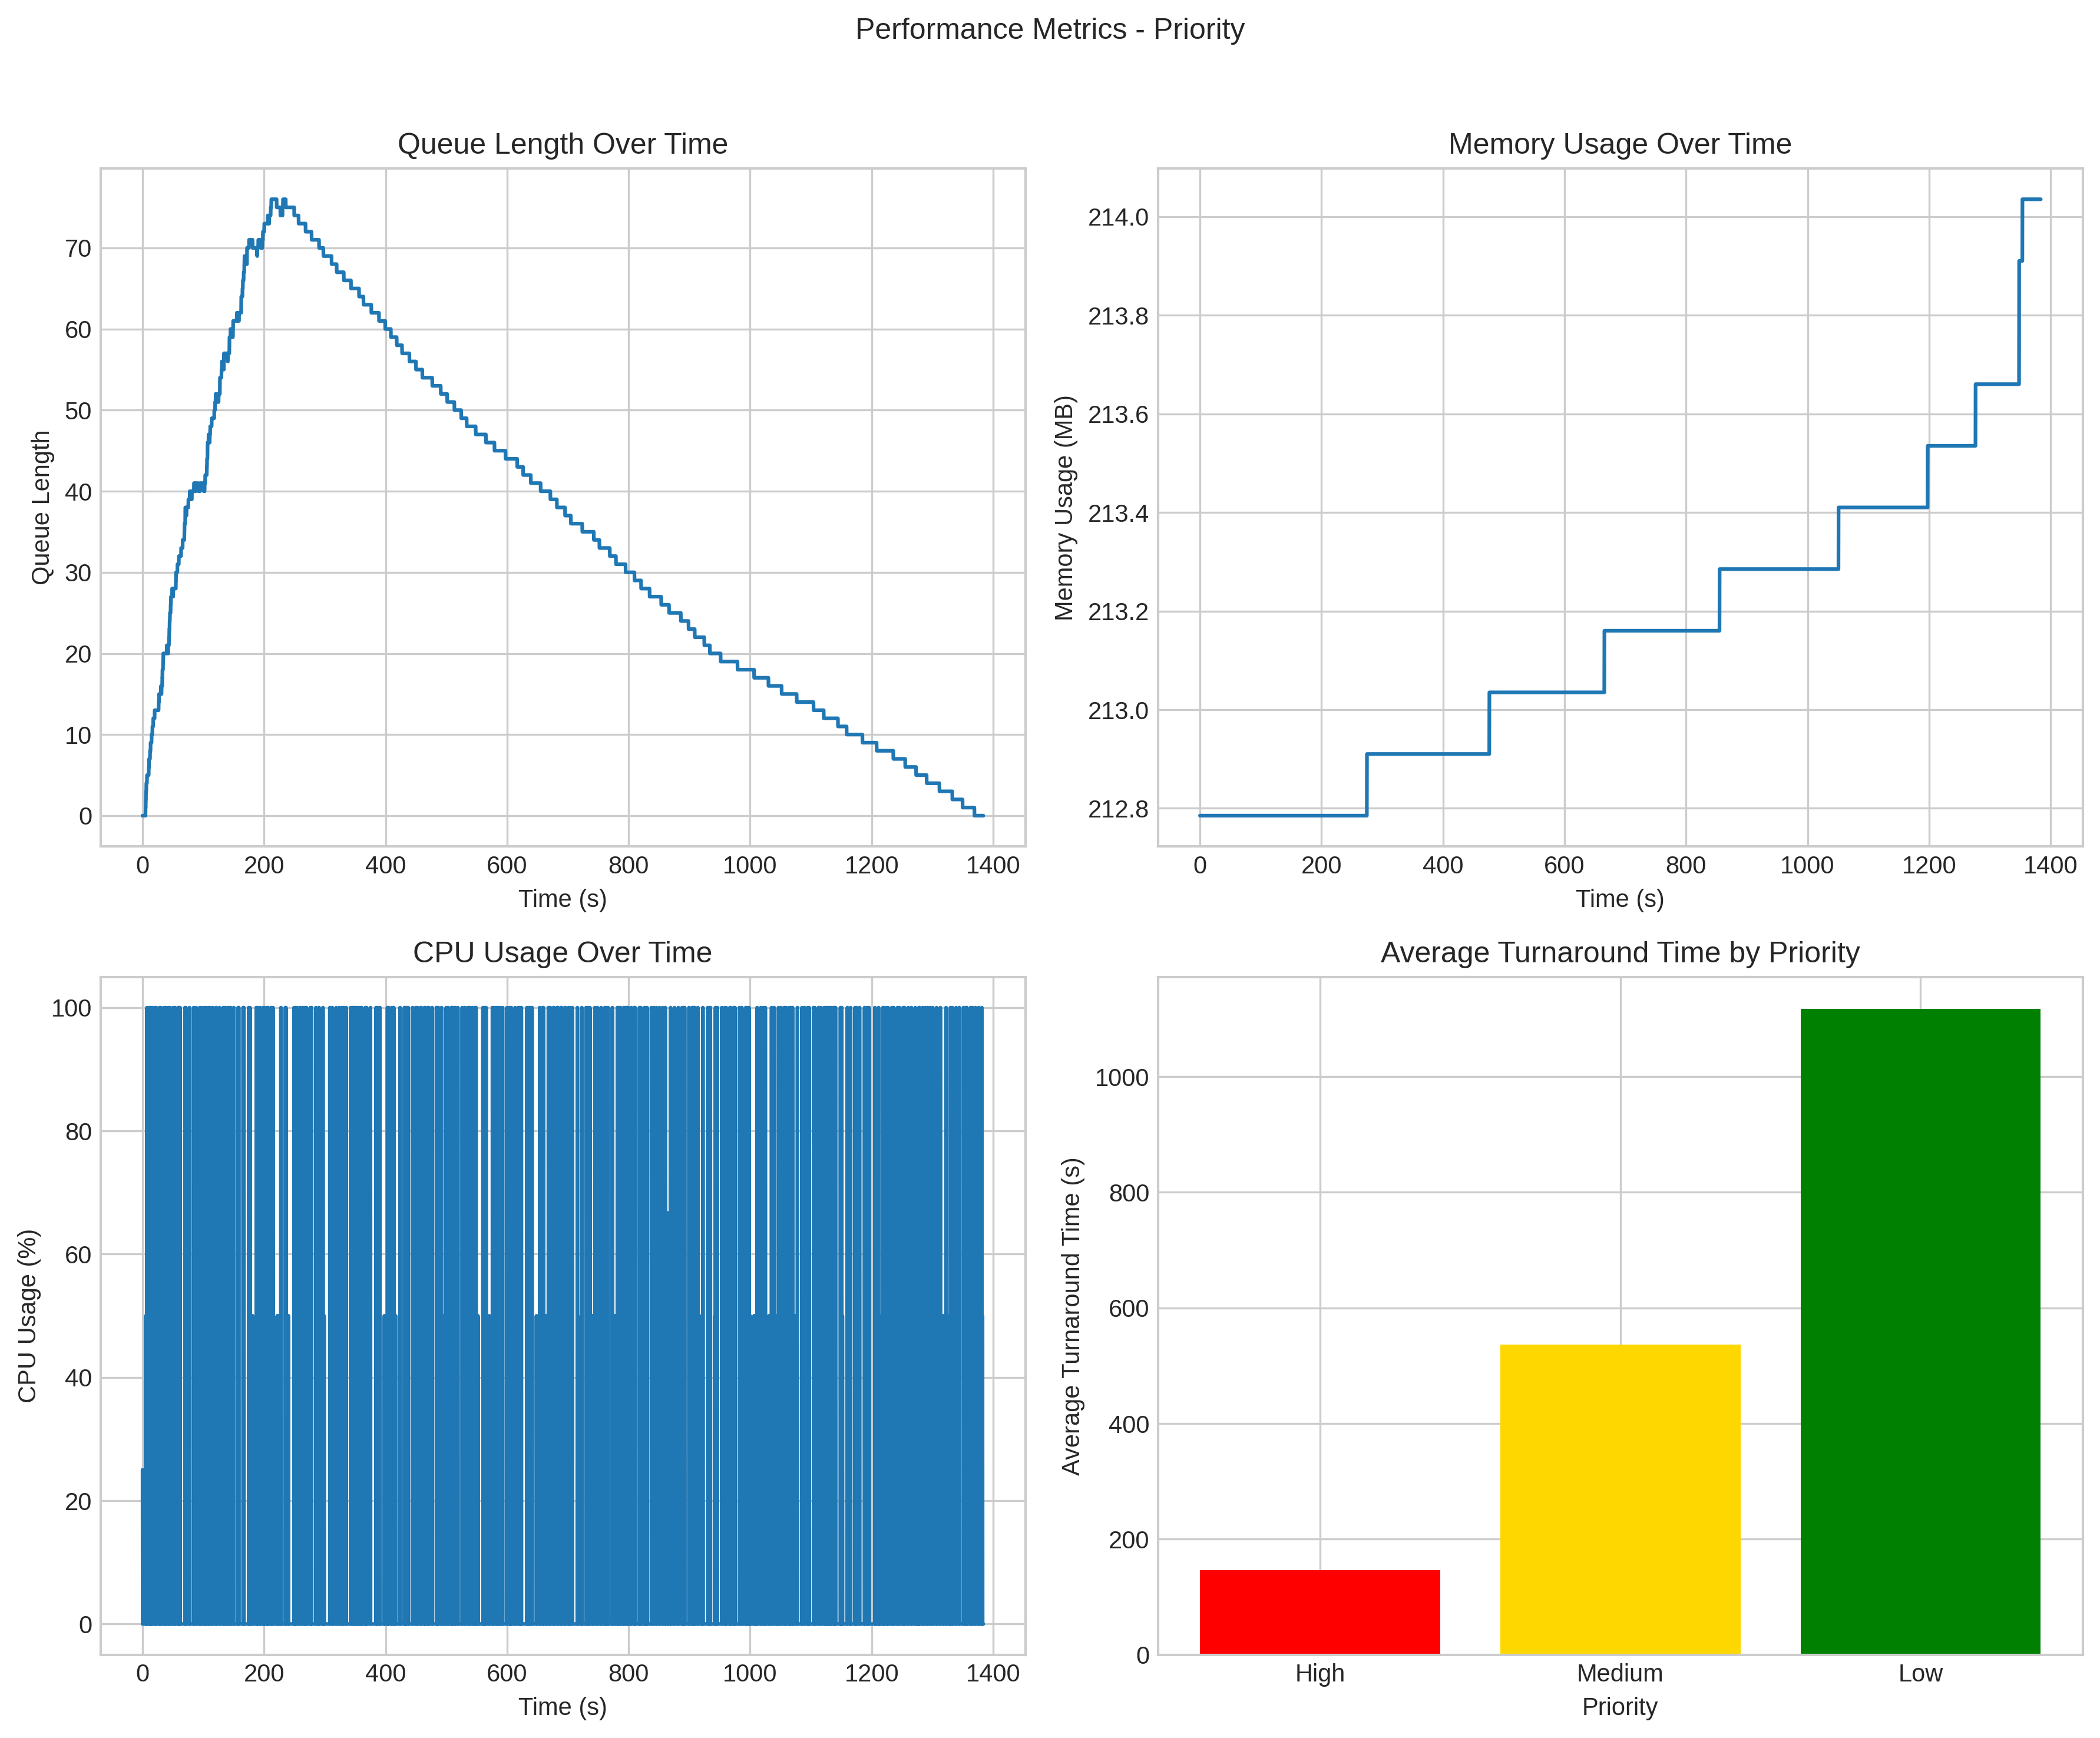 Performance Metrics - Priority
Queue Length Over Time
Queue Length
70
60
50
40
30
20
10
0
0 200 400 600 800 1000 1200 1400
Time (s)
Memory Usage Over Time
Memory Usage (MB)
214.0
213.8
213.6
213.4
213.2
213.0
212.8
0 200 400 600 800 1000 1200 1400
Time (s)
CPU Usage Over Time
CPU Usage (%)
100
80
60
40
20
0
0 200 400 600 800 1000 1200 1400
Time (s)
Average Turnaround Time by Priority
Average Turnaround Time (s)
1000
800
600
400
200
0
High Medium Low
Priority